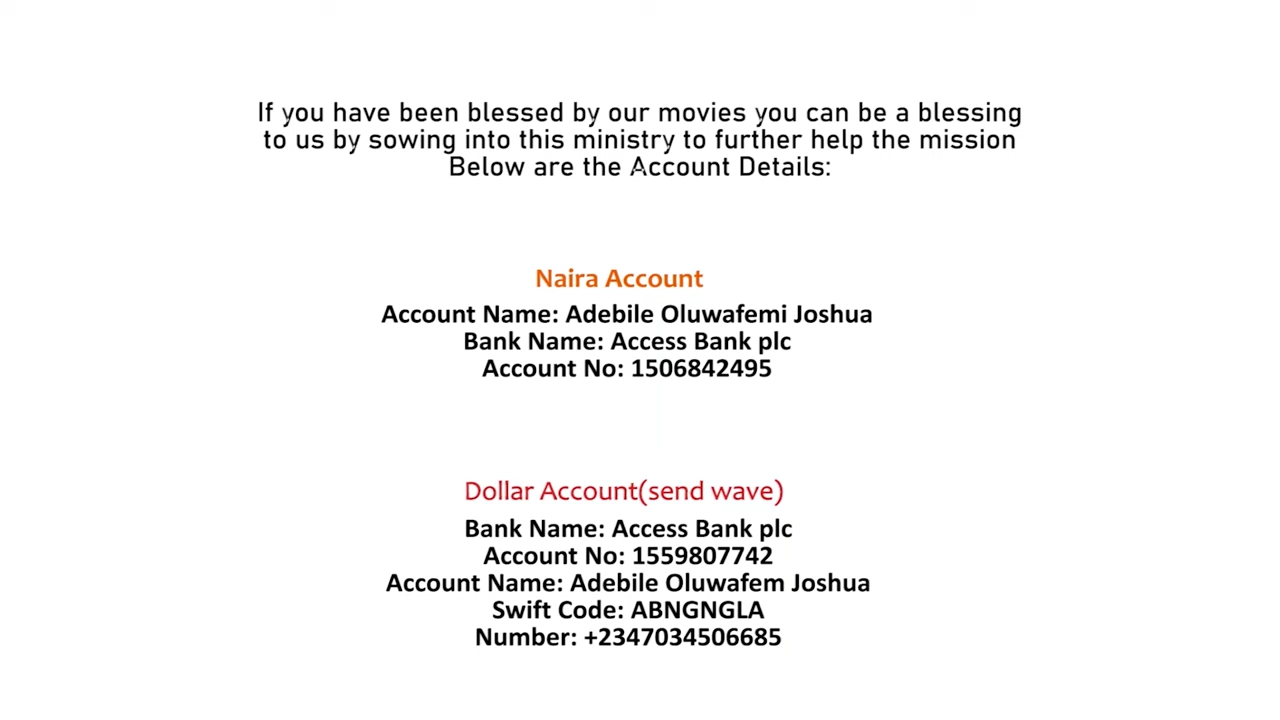 If you have been blessed by our movies you can be a blessing
to us by sowing into this ministry to further help the mission
Below are the Account Details:
Naira Account
Account Name: Adebile Oluwafemi Joshua
Bank Name: Access Bank plc
Account No: 1506842495
Dollar Account(send wave)
Bank Name: Access Bank plc
Account No: 1559807742
Account Name: Adebile Oluwafem Joshua
Swift Code: ABNGNGLA
Number: +2347034506685